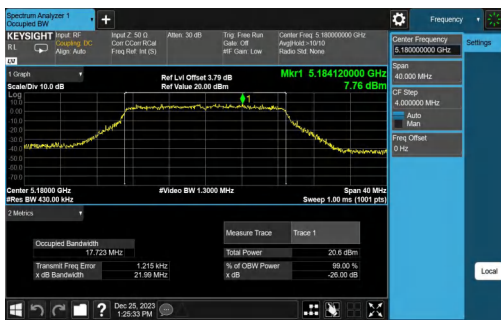 Spectrum Analyzer 1
Occupied BW
+
Frequency
KEYSIGHT Input: RF
RL
Coupling: DC
Align: Auto
Input Z: 50 Ω
Corr CCorr RCal
Freq Ref: Int (S)
Atten: 30 dB
Trig: Free Run
Gate: Off
#IF Gain: Low
Center Freq: 5.180000000 GHz
Avg|Hold:>10/10
Radio Std: None
LW
Center Frequency
5.180000000 GHz
Settings
Span
40.000 MHz
CF Step
4.000000 MHz
Auto
Man
Freq Offset
0 Hz
Local
1 Graph
Scale/Div 10.0 dB
Ref Lvl Offset 3.79 dB
Ref Value 20.00 dBm
Mkr1 5.184120000 GHz
7.76 dBm
Log
10.0
0.00
-10.0
-20.0
-30.0
-40.0
-50.0
-60.0
-70.0
1
Center 5.18000 GHz
#Res BW 430.00 kHz
#Video BW 1.3000 MHz
Span 40 MHz
Sweep 1.00 ms (1001 pts)
2 Metrics
Measure Trace
Trace 1
Occupied Bandwidth
17.723 MHz
Total Power
20.6 dBm
Transmit Freq Error
1.215 kHz
% of OBW Power
99.00 %
x dB Bandwidth
21.99 MHz
x dB
-26.00 dB
?
Dec 25, 2023
1:25:33 PM